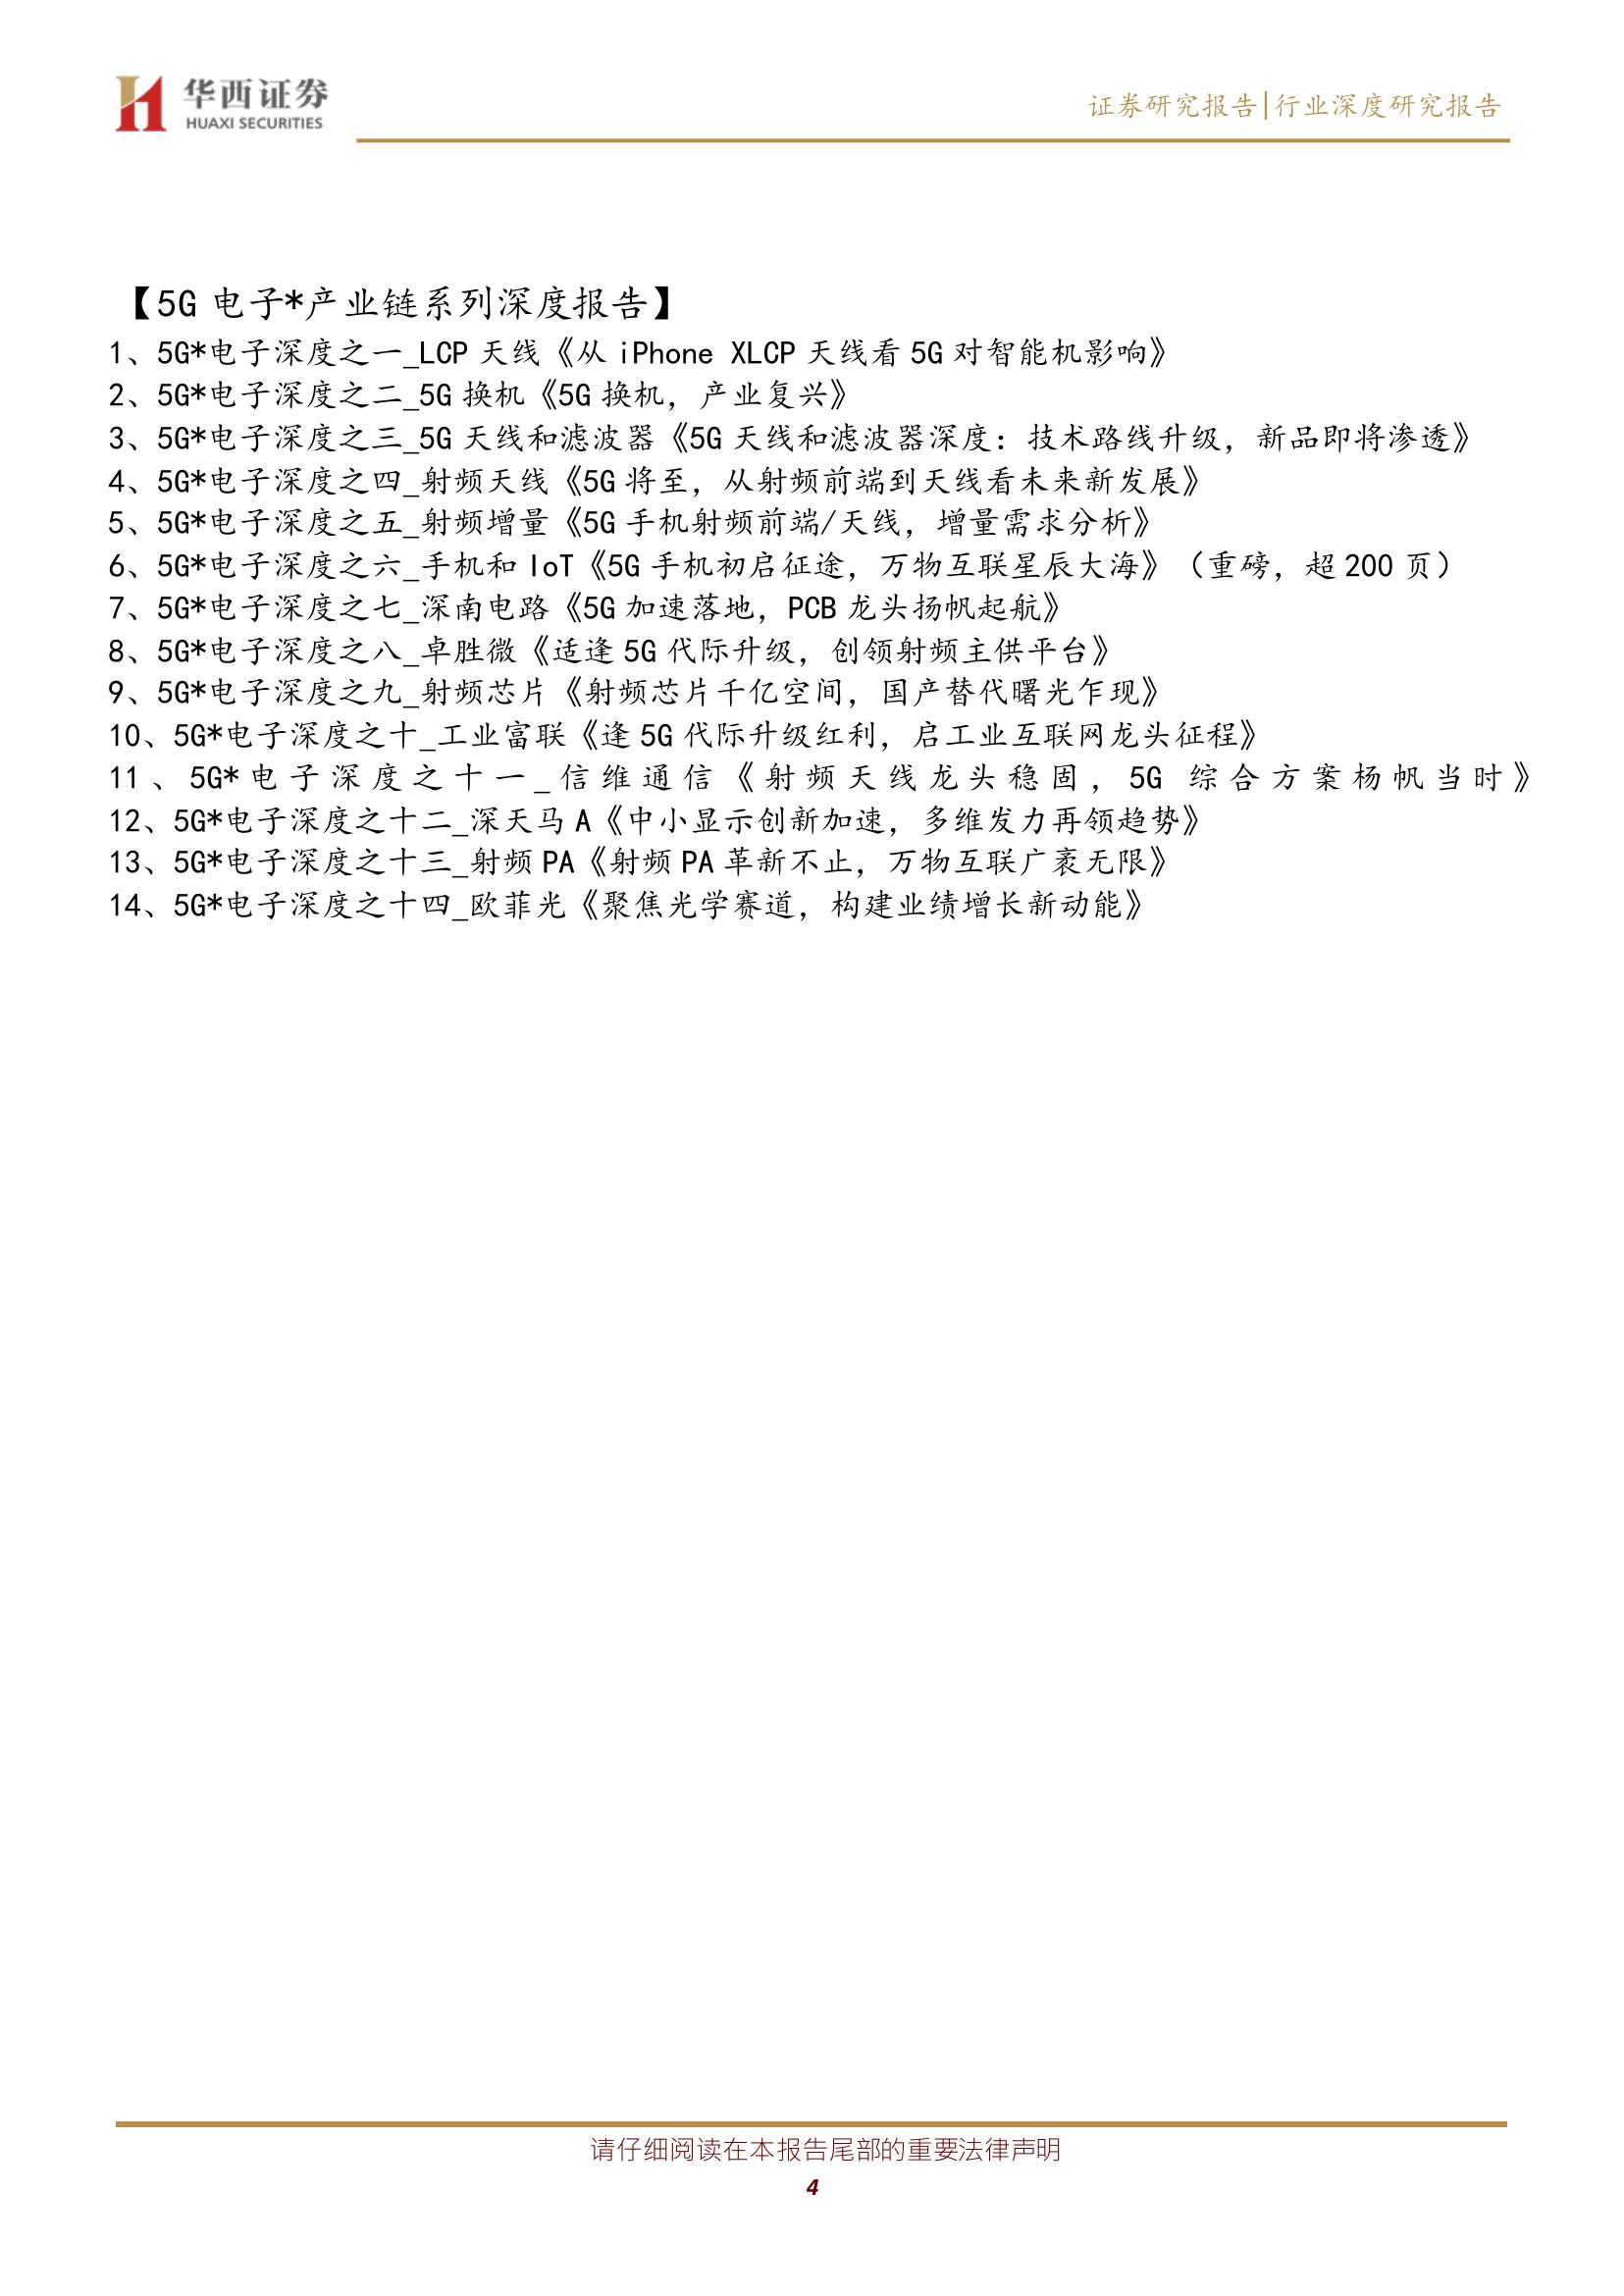 华西证券
HUAXI SECURITIES
证券研究报告|行业深度研究报告
【5G 电子*产业链系列深度报告】
1、5G*电子深度之一_LCP 天线《从 iPhone XLCP 天线看 5G 对智能机影响》
2、5G*电子深度之二_5G 换机《5G 换机，产业复兴》
3、5G*电子深度之三_5G 天线和滤波器《5G 天线和滤波器深度：技术路线升级，新品即将渗透》
4、5G*电子深度之四_射频天线《5G 将至，从射频前端到天线看未来新发展》
5、5G*电子深度之五_射频增量《5G 手机射频前端/天线，增量需求分析》
6、5G*电子深度之六_手机和 IoT《5G 手机初启征途，万物互联星辰大海》（重磅，超 200 页）
7、5G*电子深度之七_深南电路《5G 加速落地，PCB 龙头扬帆起航》
8、5G*电子深度之八_卓胜微《适逢 5G 代际升级，创领射频主供平台》
9、5G*电子深度之九_射频芯片《射频芯片千亿空间，国产替代曙光乍现》
10、5G*电子深度之十_工业富联《逢 5G 代际升级红利，启工业互联网龙头征程》
11、5G*电子深度之十一_信维通信《射频天线龙头稳固，5G 综合方案杨帆当时》
12、5G*电子深度之十二_深天马 A《中小显示创新加速，多维发力再领趋势》
13、5G*电子深度之十三_射频 PA《射频 PA 革新不止，万物互联广袤无限》
14、5G*电子深度之十四_欧菲光《聚焦光学赛道，构建业绩增长新动能》
请仔细阅读在本报告尾部的重要法律声明
4